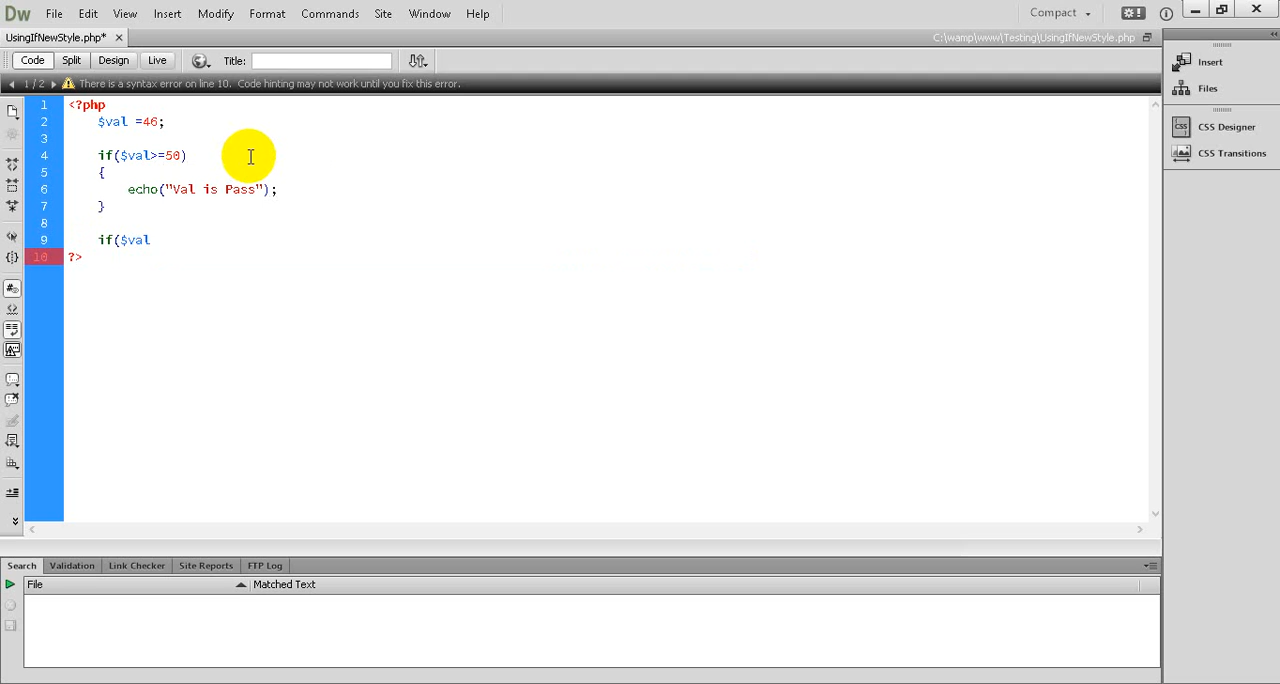 Dw File Edit View Insert Modify Format Commands Site Window Help Compact
UsingIfNewStyle.php* C:\wamp\www\Testing\UsingIfNewStyle.php
Code Split Design Live Title:
1 / 2 There is a syntax error on line 10. Code hinting may not work until you fix this error.
1 <?php
2 $val =46;
3
4 if($val>=50)
5 {
6 echo("Val is Pass");
7 }
8
9 if($val
10 ?>
Insert
Files
CSS Designer
CSS Transitions
Search Validation Link Checker Site Reports FTP Log
File Matched Text